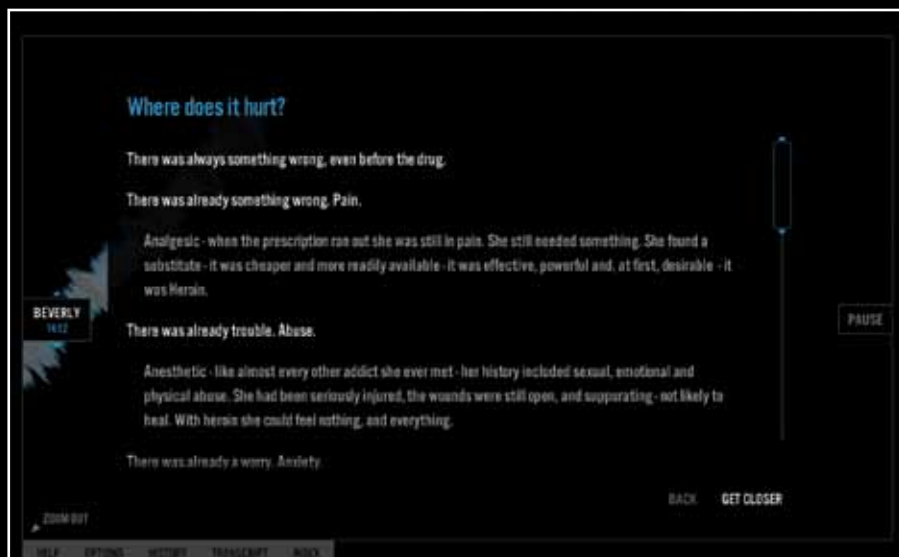 Where does it hurt?
There was always something wrong, even before the drug.
There was already something wrong. Pain.
Analgesic - when the prescription ran out she was still in pain. She still needed something. She found a
substitute - it was cheaper and more readily available - it was effective, powerful and, at first, desirable - it
was Heroin.
BEVERLY
PAUSE
There was already trouble. Abuse.
Anesthetic - like almost every other addict she ever met - her history included sexual, emotional and
physical abuse. She had been seriously injured, the wounds were still open, and suppurating - not likely to
heal. With heroin she could feel nothing, and everything.
There was already a worry. Anxiety.
BACK GET CLOSER
ZOOM OUT
HELP OPTIONS HISTORY TRANSCRIPT INDEX